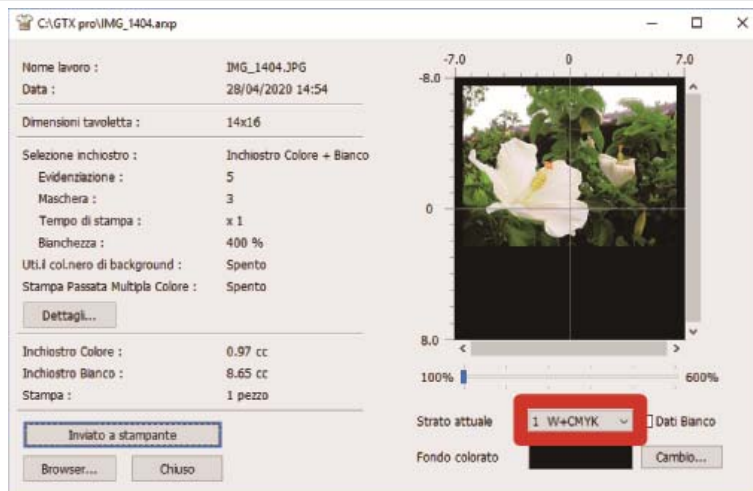 C:\GTX pro\IMG_1404.arxp
Nome lavoro : IMG_1404.JPG
Data : 28/04/2020 14:54
Dimensioni tavoletta : 14x16
Selezione inchiostro : Inchiostro Colore + Bianco
Evidenziazione : 5
Maschera : 3
Tempo di stampa : x 1
Bianchezza : 400 %
Uti.il col.nero di background : Spento
Stampa Passata Multipla Colore : Spento
Dettagli...
Inchiostro Colore : 0.97 cc
Inchiostro Bianco : 8.65 cc
Stampa : 1 pezzo
Inviato a stampante
Browser... Chiuso
-7.0 0 7.0
-8.0
0
8.0
100% 600%
Strato attuale 1 W+CMYK Dati Bianco
Fondo colorato Cambio...